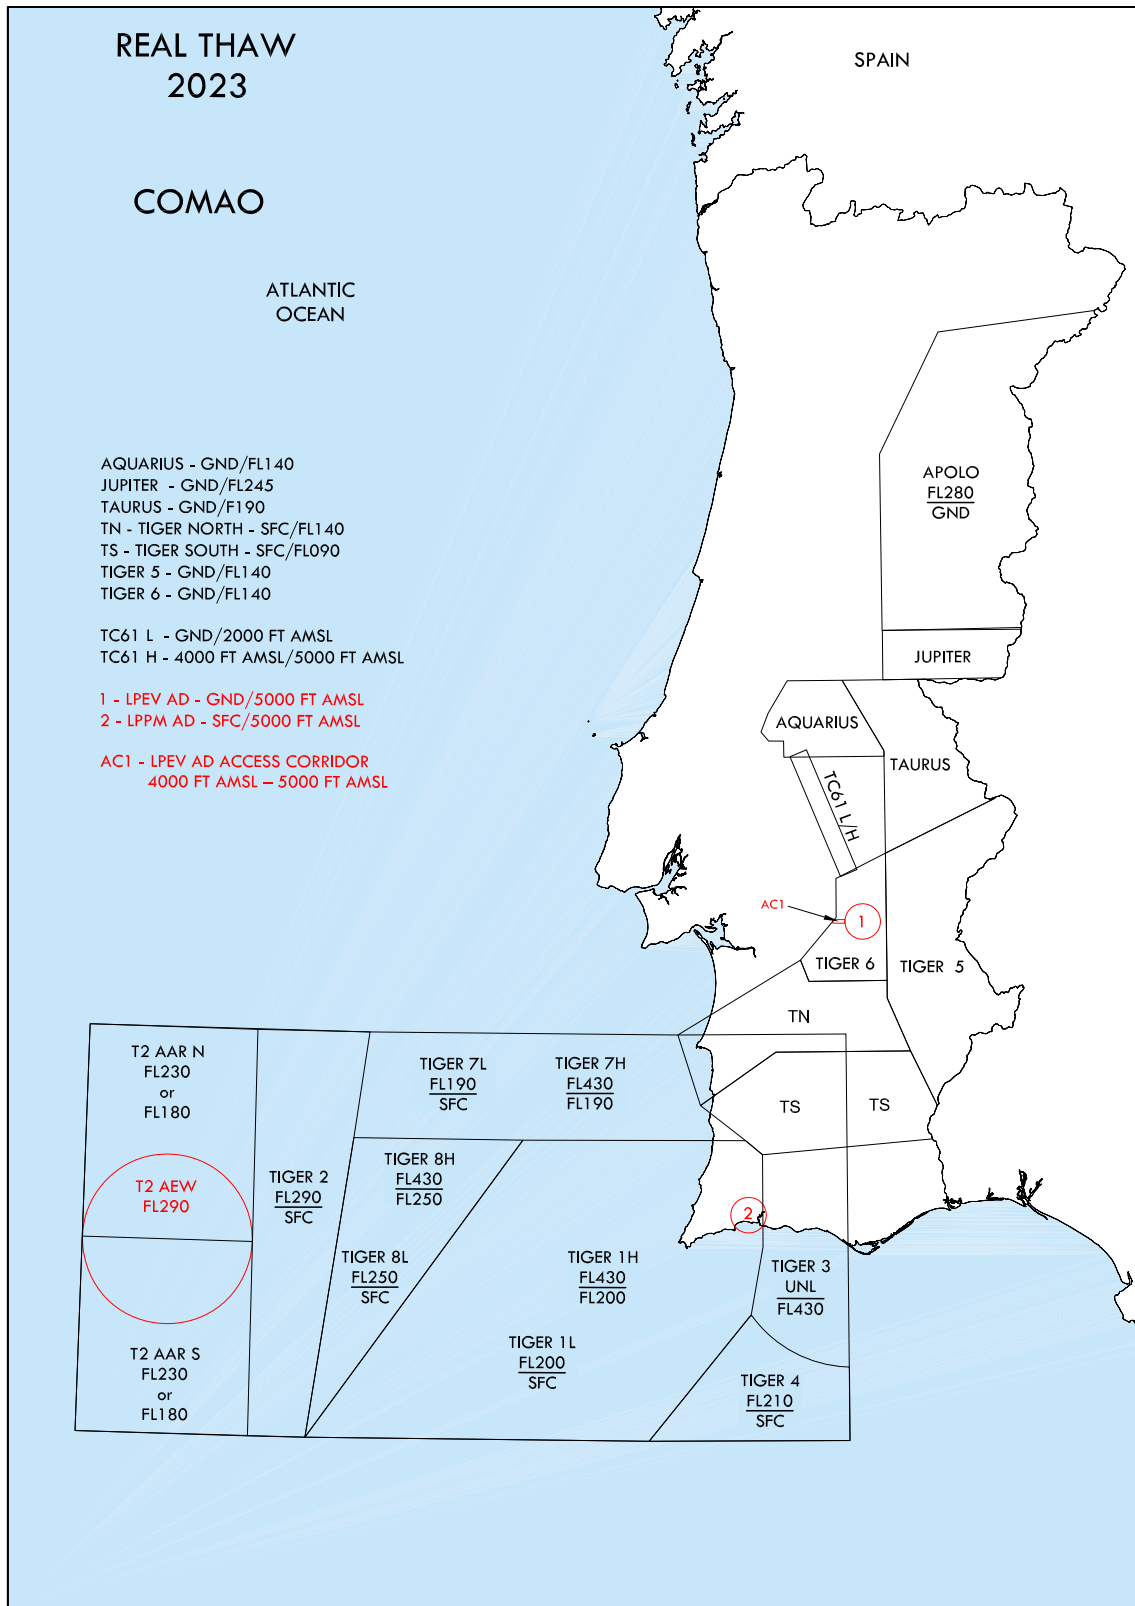 REAL THAW
2023
COMAO
ATLANTIC
OCEAN
SPAIN
AQUARIUS - GND/FL140
JUPITER - GND/FL245
TAURUS - GND/F190
TN - TIGER NORTH - SFC/FL140
TS - TIGER SOUTH - SFC/FL090
TIGER 5 - GND/FL140
TIGER 6 - GND/FL140
TC61 L - GND/2000 FT AMSL
TC61 H - 4000 FT AMSL/5000 FT AMSL
1 - LPEV AD - GND/5000 FT AMSL
2 - LPPM AD - SFC/5000 FT AMSL
AC1 - LPEV AD ACCESS CORRIDOR
4000 FT AMSL – 5000 FT AMSL
APOLO
FL280
GND
JUPITER
AQUARIUS
TAURUS
TC61 L/H
AC1
1
TIGER 6
TIGER 5
TN
TS
TS
T2 AAR N
FL230
or
FL180
T2 AEW
FL290
T2 AAR S
FL230
or
FL180
TIGER 2
FL290
SFC
TIGER 7L
FL190
SFC
TIGER 7H
FL430
FL190
TIGER 8H
FL430
FL250
TIGER 8L
FL250
SFC
TIGER 1H
FL430
FL200
TIGER 1L
FL200
SFC
2
TIGER 3
UNL
FL430
TIGER 4
FL210
SFC